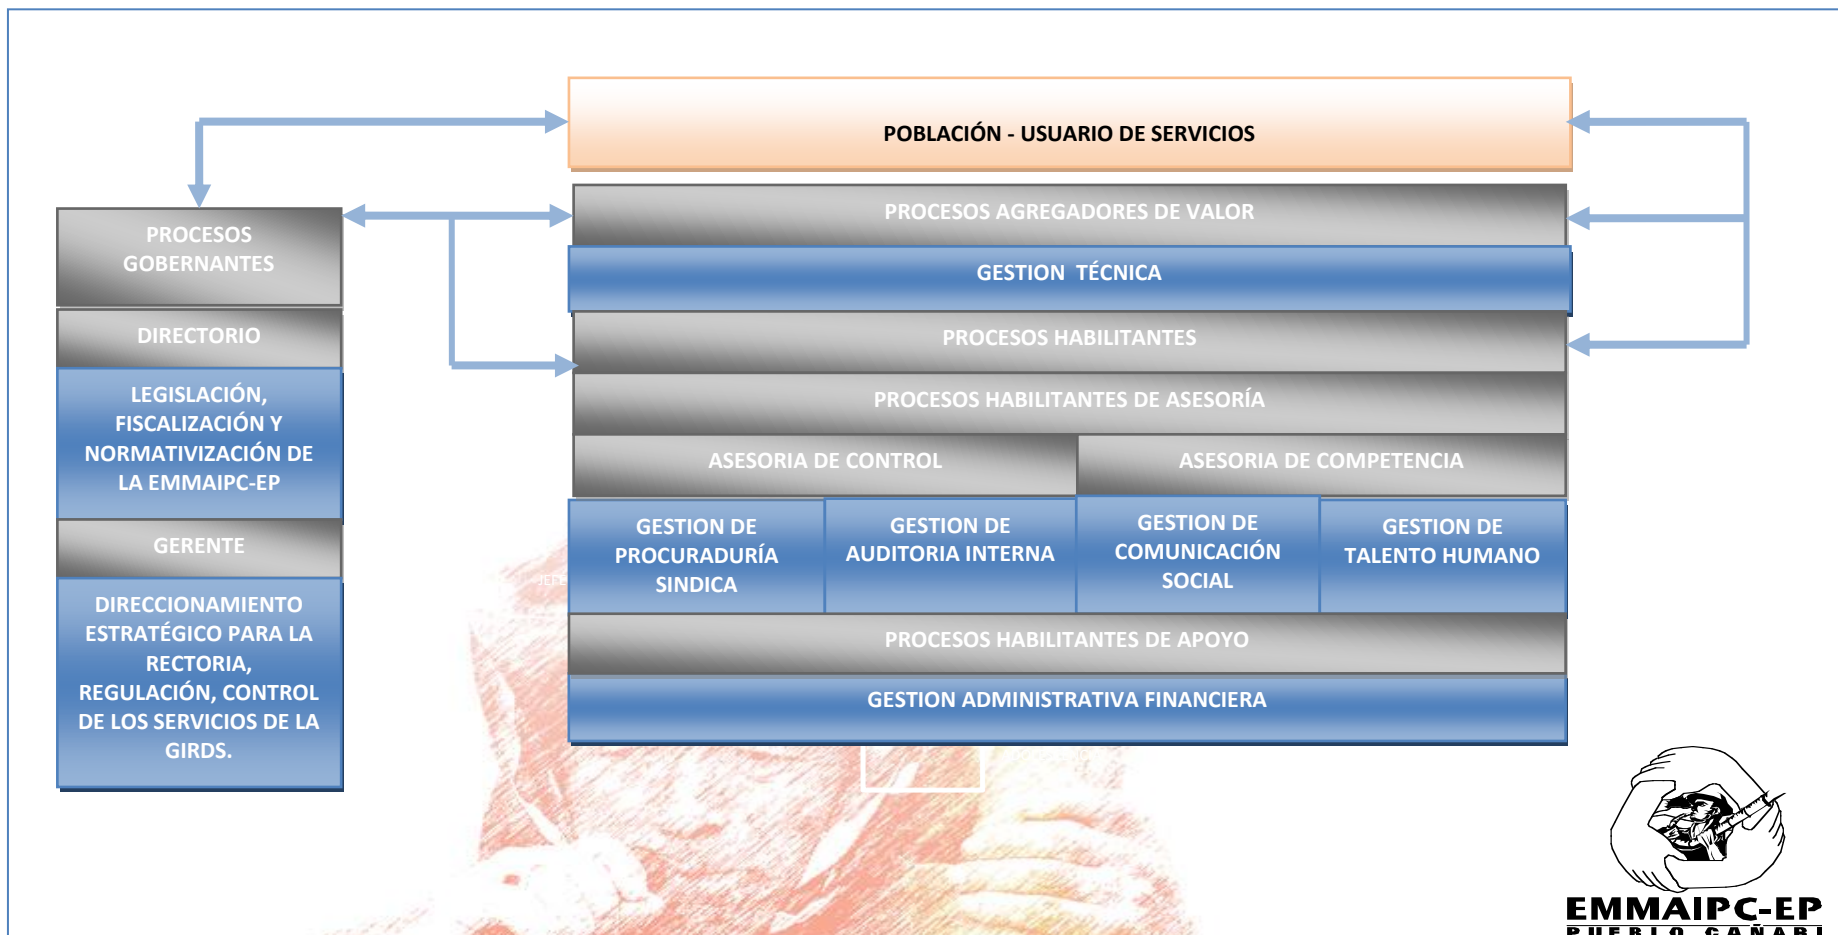 POBLACIÓN - USUARIO DE SERVICIOS
PROCESOS
GOBERNANTES
DIRECTORIO
LEGISLACIÓN,
FISCALIZACIÓN Y
NORMATIVIZACIÓN DE
LA EMMAIPC-EP
GERENTE
DIRECCIONAMIENTO
ESTRATÉGICO PARA LA
RECTORIA,
REGULACIÓN, CONTROL
DE LOS SERVICIOS DE LA
GIRDS.
PROCESOS AGREGADORES DE VALOR
GESTION  TÉCNICA
PROCESOS HABILITANTES
PROCESOS HABILITANTES DE ASESORÍA
ASESORIA DE CONTROL
ASESORIA DE COMPETENCIA
GESTION DE
PROCURADURÍA
SINDICA
GESTION DE
AUDITORIA INTERNA
GESTION DE
COMUNICACIÓN
SOCIAL
GESTION DE
TALENTO HUMANO
JEFE
PROCESOS HABILITANTES DE APOYO
GESTION ADMINISTRATIVA FINANCIERA
EMMAIPC-EP
PUEBLO CAÑARI